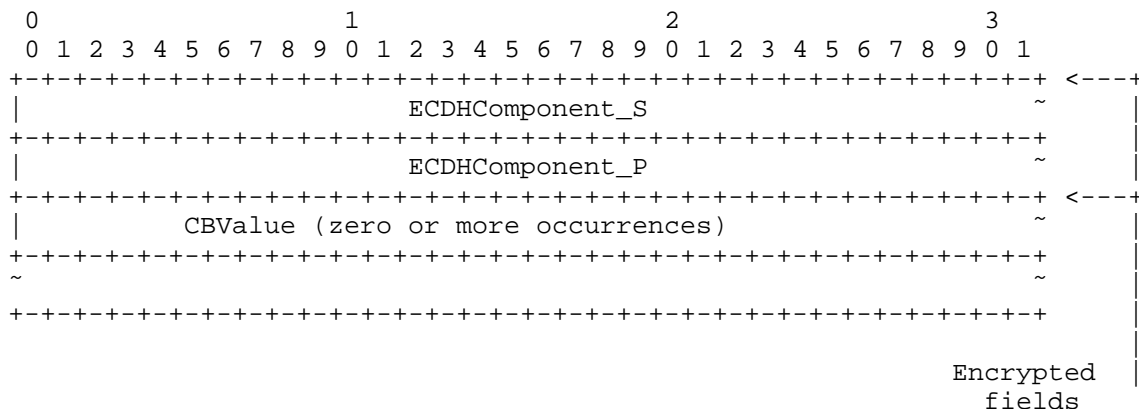 0                   1                   2                   3
 0 1 2 3 4 5 6 7 8 9 0 1 2 3 4 5 6 7 8 9 0 1 2 3 4 5 6 7 8 9 0 1
+-+-+-+-+-+-+-+-+-+-+-+-+-+-+-+-+-+-+-+-+-+-+-+-+-+-+-+-+-+-+-+-+ <---+
|                        ECDHComponent_S                        ~     |
+-+-+-+-+-+-+-+-+-+-+-+-+-+-+-+-+-+-+-+-+-+-+-+-+-+-+-+-+-+-+-+-+     |
|                        ECDHComponent_P                        ~     |
+-+-+-+-+-+-+-+-+-+-+-+-+-+-+-+-+-+-+-+-+-+-+-+-+-+-+-+-+-+-+-+-+ <---+
|          CBValue (zero or more occurrences)                   ~     |
+-+-+-+-+-+-+-+-+-+-+-+-+-+-+-+-+-+-+-+-+-+-+-+-+-+-+-+-+-+-+-+-+     |
~                                                               ~     |
+-+-+-+-+-+-+-+-+-+-+-+-+-+-+-+-+-+-+-+-+-+-+-+-+-+-+-+-+-+-+-+-+     |
                                                                      |
                                                           Encrypted  |
                                                             fields